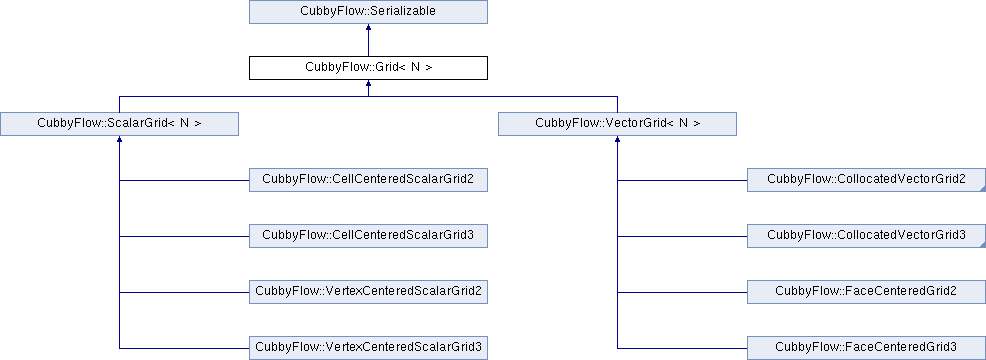 CubbyFlow::Serializable
CubbyFlow::Grid< N >
CubbyFlow::ScalarGrid< N >
CubbyFlow::VectorGrid< N >
CubbyFlow::CellCenteredScalarGrid2
CubbyFlow::CollocatedVectorGrid2
CubbyFlow::CellCenteredScalarGrid3
CubbyFlow::CollocatedVectorGrid3
CubbyFlow::VertexCenteredScalarGrid2
CubbyFlow::FaceCenteredGrid2
CubbyFlow::VertexCenteredScalarGrid3
CubbyFlow::FaceCenteredGrid3